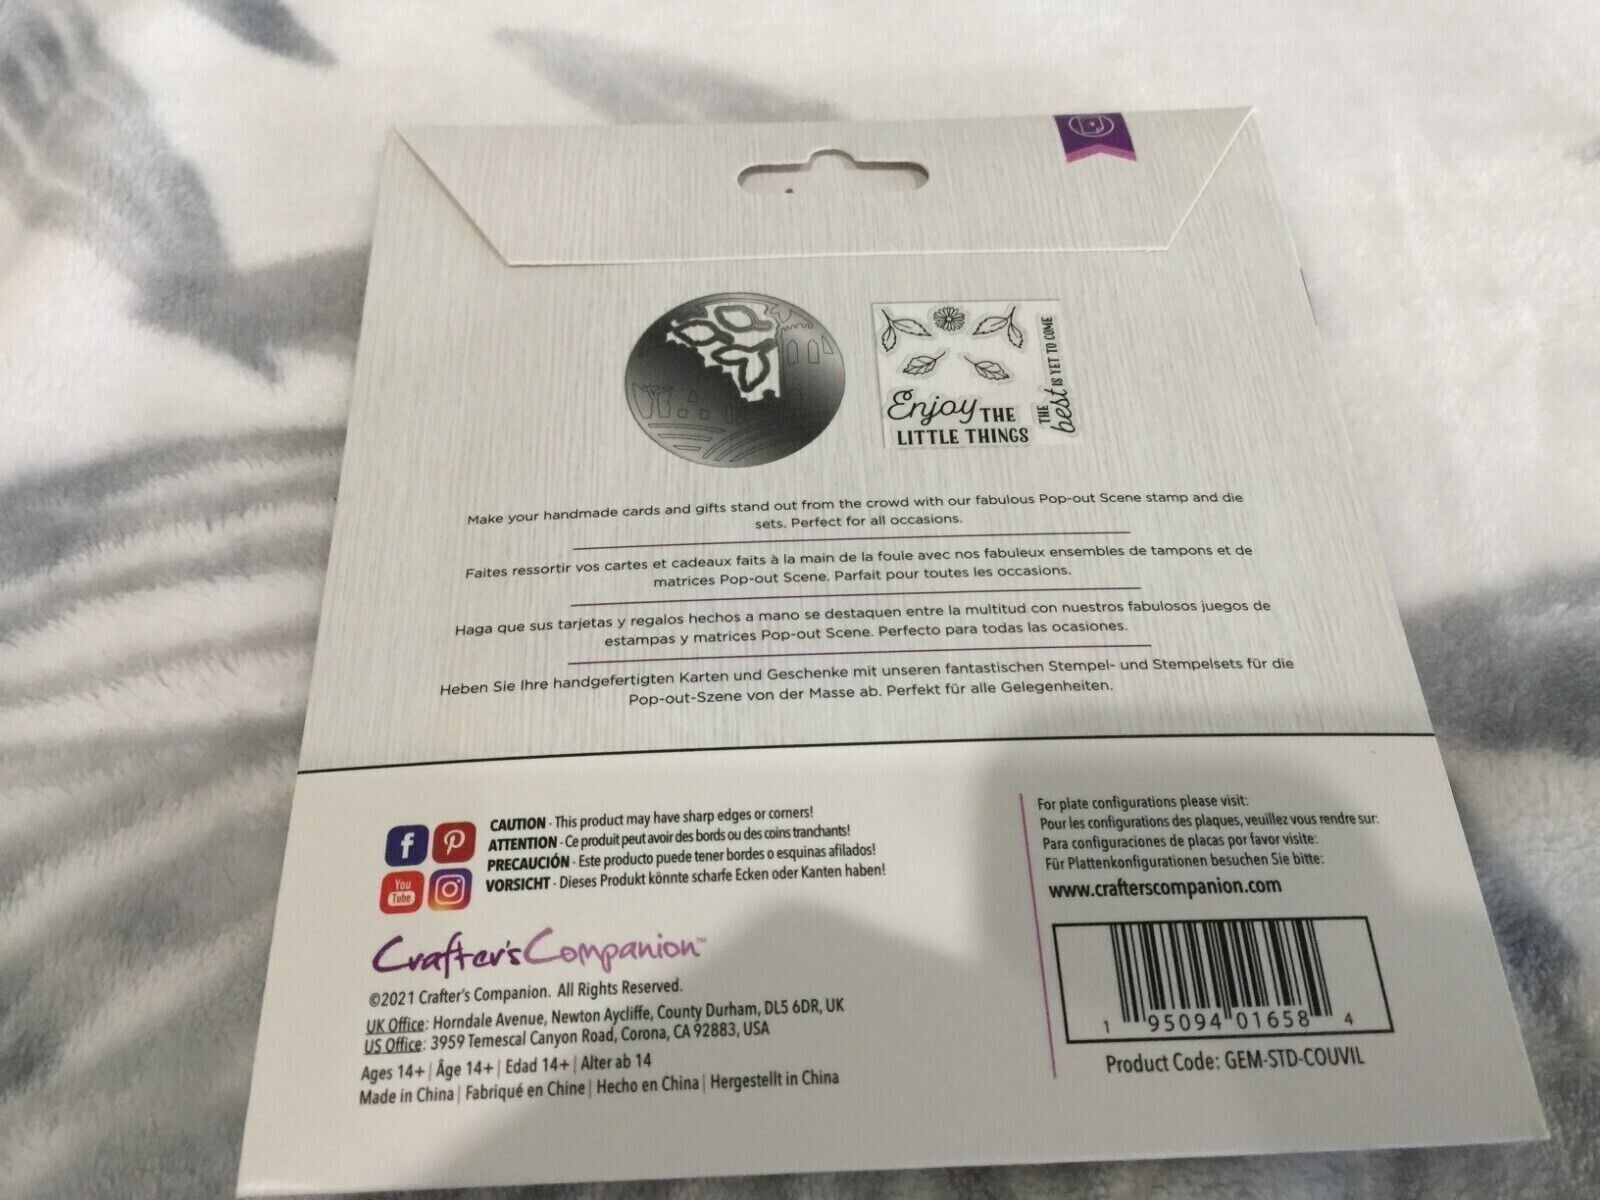 Enjoy THE
LITTLE THINGS
THE best IS YET TO COME
Make your handmade cards and gifts stand out from the crowd with our fabulous Pop-out Scene stamp and die
sets. Perfect for all occasions.
Faites ressortir vos cartes et cadeaux faits à la main de la foule avec nos fabuleux ensembles de tampons et de
matrices Pop-out Scene. Parfait pour toutes les occasions.
Haga que sus tarjetas y regalos hechos a mano se destaquen entre la multitud con nuestros fabulosos juegos de
estampas y matrices Pop-out Scene. Perfecto para todas las ocasiones.
Heben Sie Ihre handgefertigten Karten und Geschenke mit unseren fantastischen Stempel- und Stempelsets für die
Pop-out-Szene von der Masse ab. Perfekt für alle Gelegenheiten.
You
Tube
CAUTION - This product may have sharp edges or corners!
ATTENTION - Ce produit peut avoir des bords ou des coins tranchants!
PRECAUCIÓN - Este producto puede tener bordes o esquinas afilados!
VORSICHT - Dieses Produkt könnte scharfe Ecken oder Kanten haben!
Crafter's Companion™
©2021 Crafter's Companion. All Rights Reserved.
UK Office: Horndale Avenue, Newton Aycliffe, County Durham, DL5 6DR, UK
US Office: 3959 Temescal Canyon Road, Corona, CA 92883, USA
Ages 14+ | Âge 14+ | Edad 14+ | Alter ab 14
Made in China | Fabriqué en Chine | Hecho en China | Hergestellt in China
For plate configurations please visit:
Pour les configurations des plaques, veuillez vous rendre sur:
Para configuraciones de placas por favor visite:
Für Plattenkonfigurationen besuchen Sie bitte:
www.crafterscompanion.com
1 95094 01658 4
Product Code: GEM-STD-COUVIL